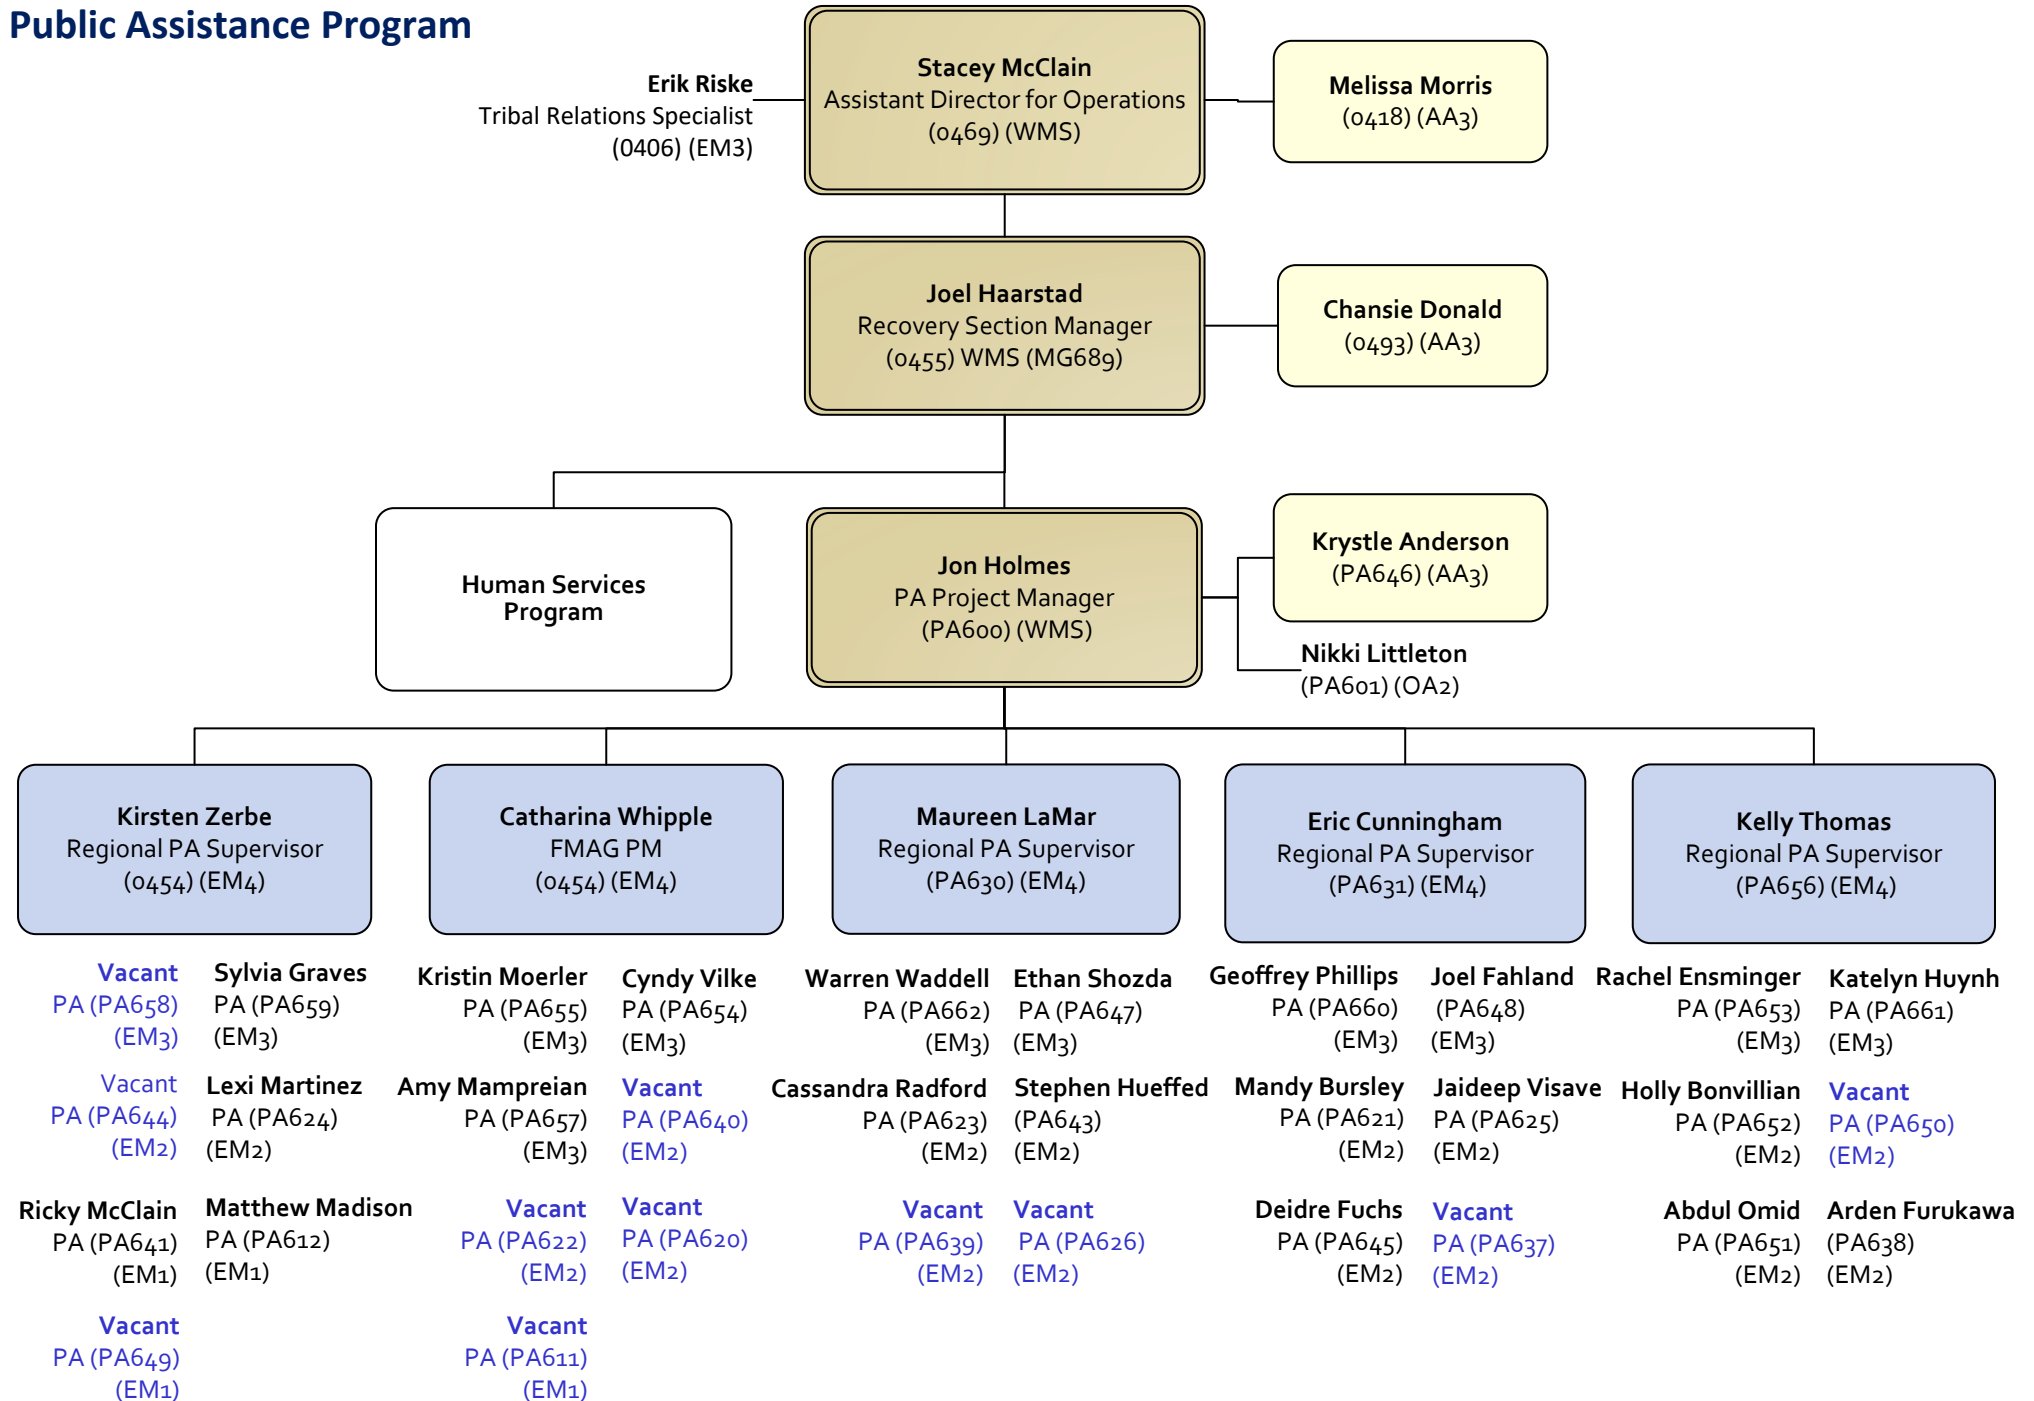 Public Assistance Program
Erik Riske
Tribal Relations Specialist
(0406) (EM3)
Stacey McClain
Assistant Director for Operations
(0469) (WMS)
Melissa Morris
(0418) (AA3)
Joel Haarstad
Recovery Section Manager
(0455) WMS (MG689)
Chansie Donald
(0493) (AA3)
Human Services
Program
Jon Holmes
PA Project Manager
(PA600) (WMS)
Krystle Anderson
(PA646) (AA3)
Nikki Littleton
(PA601) (OA2)
Kirsten Zerbe
Regional PA Supervisor
(0454) (EM4)
Catharina Whipple
FMAG PM
(0454) (EM4)
Maureen LaMar
Regional PA Supervisor
(PA630) (EM4)
Eric Cunningham
Regional PA Supervisor
(PA631) (EM4)
Kelly Thomas
Regional PA Supervisor
(PA656) (EM4)
Vacant
PA (PA658)
(EM3)
Sylvia Graves
PA (PA659)
(EM3)
Kristin Moerler
PA (PA655)
(EM3)
Cyndy Vilke
PA (PA654)
(EM3)
Warren Waddell
PA (PA662)
(EM3)
Ethan Shozda
PA (PA647)
(EM3)
Geoffrey Phillips
PA (PA660)
(EM3)
Joel Fahland
(PA648)
(EM3)
Rachel Ensminger
PA (PA653)
(EM3)
Katelyn Huynh
PA (PA661)
(EM3)
Vacant
PA (PA644)
(EM2)
Lexi Martinez
PA (PA624)
(EM2)
Amy Mampreian
PA (PA657)
(EM3)
Vacant
PA (PA640)
(EM2)
Cassandra Radford
PA (PA623)
(EM2)
Stephen Hueffed
(PA643)
(EM2)
Mandy Bursley
PA (PA621)
(EM2)
Jaideep Visave
PA (PA625)
(EM2)
Holly Bonvillian
PA (PA652)
(EM2)
Vacant
PA (PA650)
(EM2)
Ricky McClain
PA (PA641)
(EM1)
Matthew Madison
PA (PA612)
(EM1)
Vacant
PA (PA622)
(EM2)
Vacant
PA (PA620)
(EM2)
Vacant
PA (PA639)
(EM2)
Vacant
PA (PA626)
(EM2)
Deidre Fuchs
PA (PA645)
(EM2)
Vacant
PA (PA637)
(EM2)
Abdul Omid
PA (PA651)
(EM2)
Arden Furukawa
(PA638)
(EM2)
Vacant
PA (PA649)
(EM1)
Vacant
PA (PA611)
(EM1)